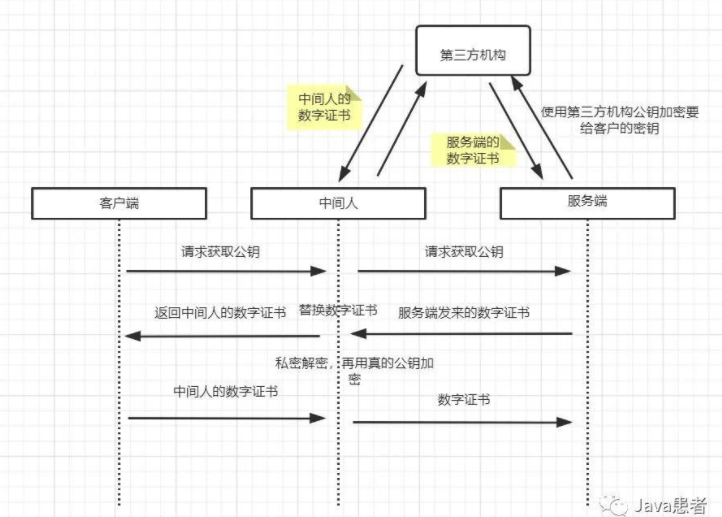 第三方机构
中间人的
数字证书
使用第三方机构公钥加密要
给客户的密钥
服务端的
数字证书
客户端
中间人
服务端
请求获取公钥
请求获取公钥
返回中间人的数字证书
替换数字证书
服务端发来的数字证书
私密解密，再用真的公钥加
密
中间人的数字证书
数字证书
Java患者